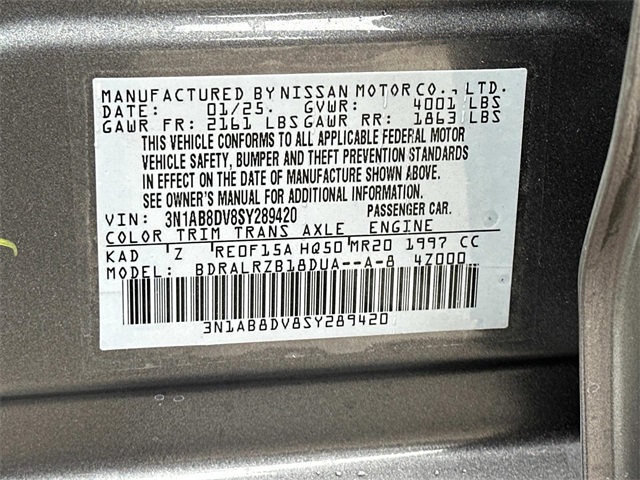 MANUFACTURED BY NISSAN MOTOR CO., LTD.
DATE: 01/25. GVWR: 4001 LBS
GAWR FR: 2161 LBS GAWR RR: 1863 LBS
THIS VEHICLE CONFORMS TO ALL APPLICABLE FEDERAL MOTOR
VEHICLE SAFETY, BUMPER AND THEFT PREVENTION STANDARDS
IN EFFECT ON THE DATE OF MANUFACTURE SHOWN ABOVE.
SEE OWNER'S MANUAL FOR ADDITIONAL INFORMATION.
VIN: 3N1AB8DV8SY289420 PASSENGER CAR.
COLOR TRIM TRANS AXLE ENGINE
KAD Z RE0F15A HQ50 MR20 1997 CC
MODEL: BDRALRZB18DUA--A-8 4Z000
3N1AB8DV8SY289420